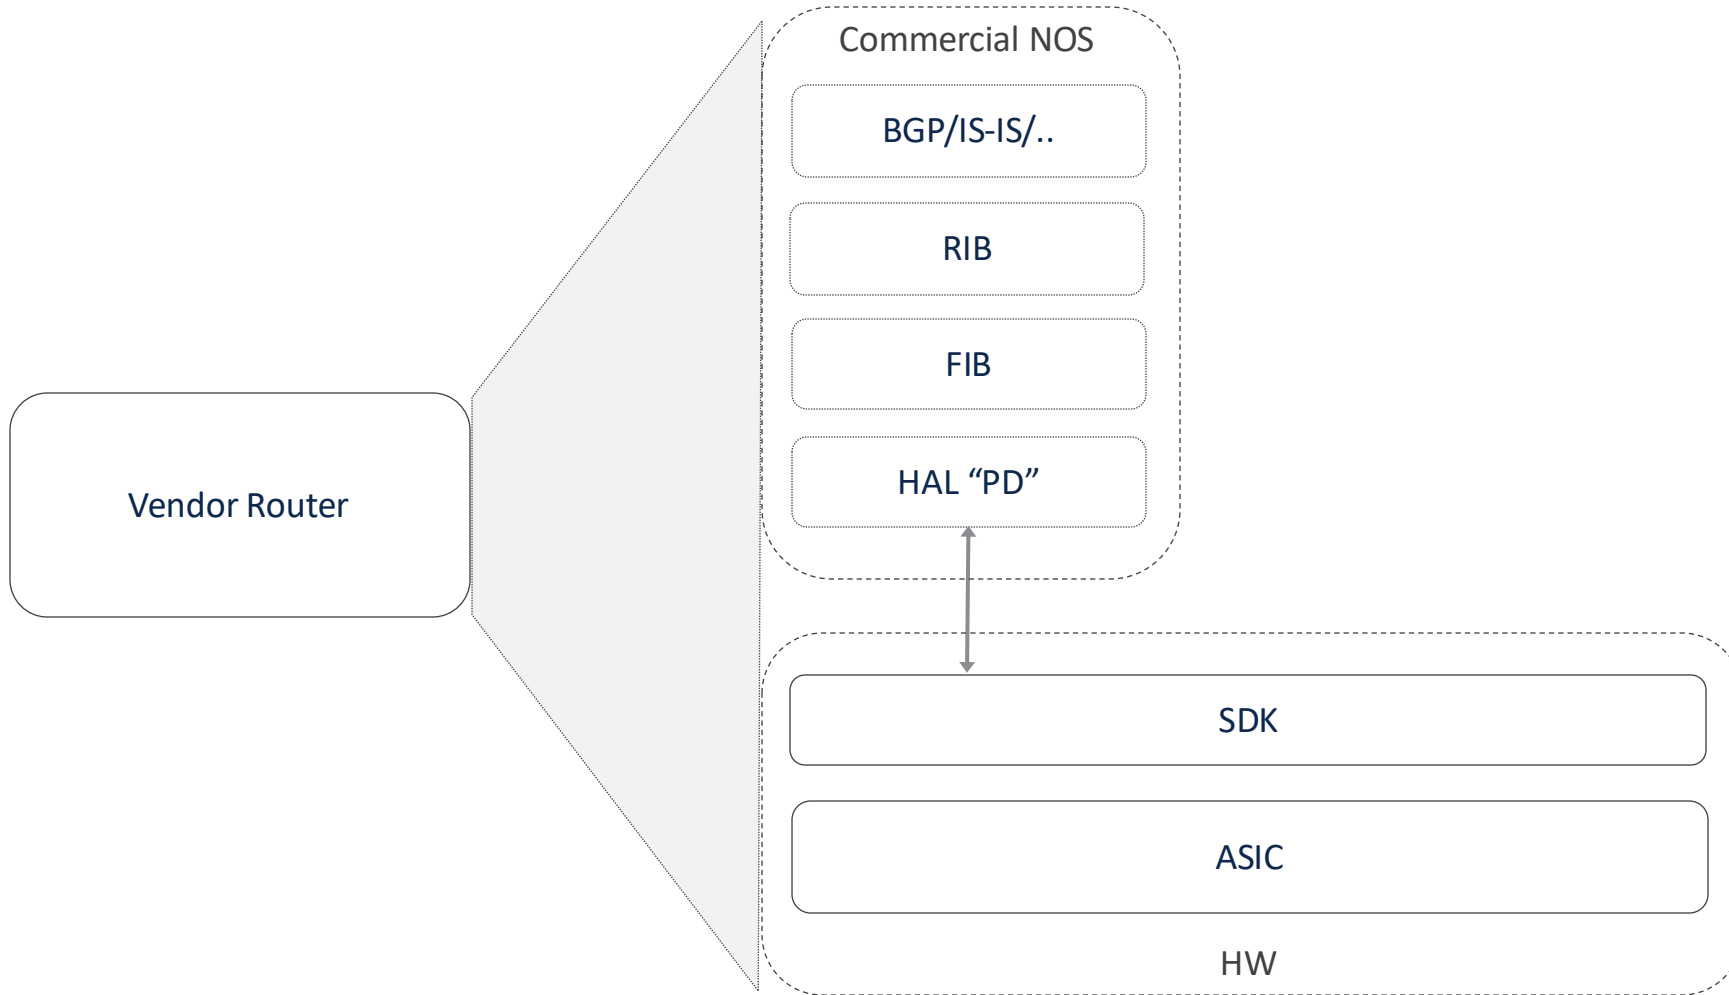 Commercial NOS
BGP/IS-IS/..
RIB
FIB
HAL “PD”
Vendor Router
SDK
ASIC
HW